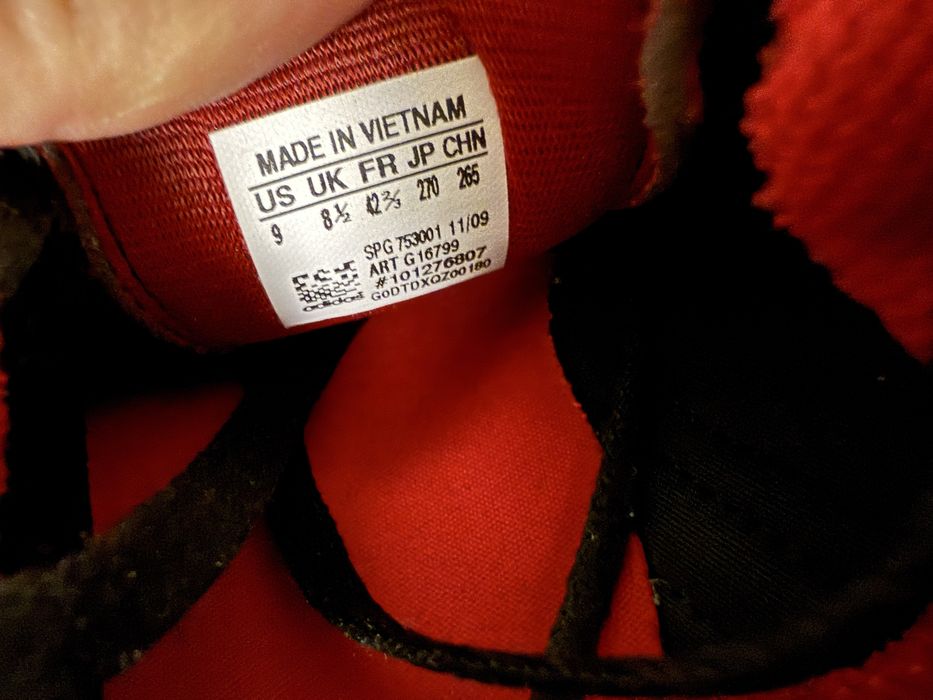 MADE IN VIETNAM
US UK FR JP CHN
9 8½ 42⅔ 270 265
SPG 753001 11/09
ART G16799
#101276807
G0DTDXQZ00180
adidas